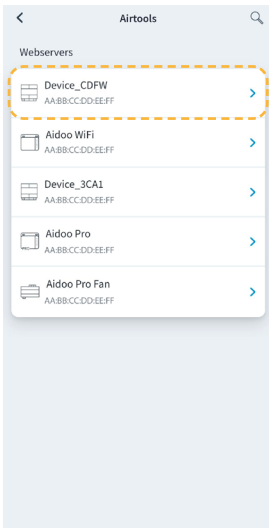 Airtools
Webservers
Device_CDFW
AA:BB:CC:DD:EE:FF
Aidoo WiFi
AA:BB:CC:DD:EE:FF
Device_3CA1
AA:BB:CC:DD:EE:FF
Aidoo Pro
AA:BB:CC:DD:EE:FF
Aidoo Pro Fan
AA:BB:CC:DD:EE:FF